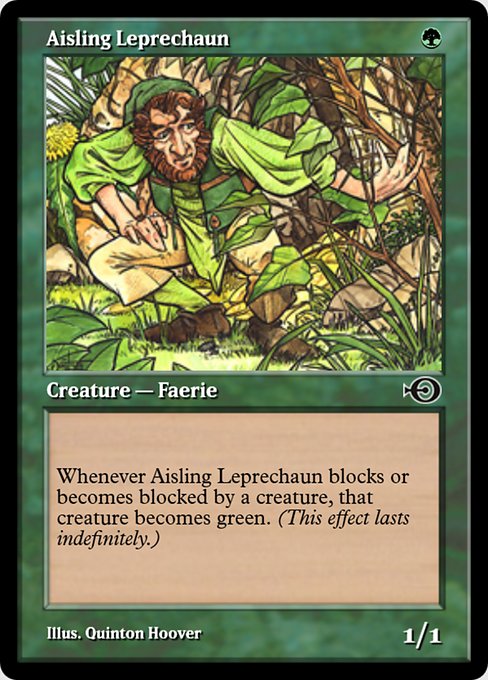 Aisling Leprechaun
Creature — Faerie
Whenever Aisling Leprechaun blocks or
becomes blocked by a creature, that
creature becomes green. (This effect lasts
indefinitely.)
Illus. Quinton Hoover
1/1